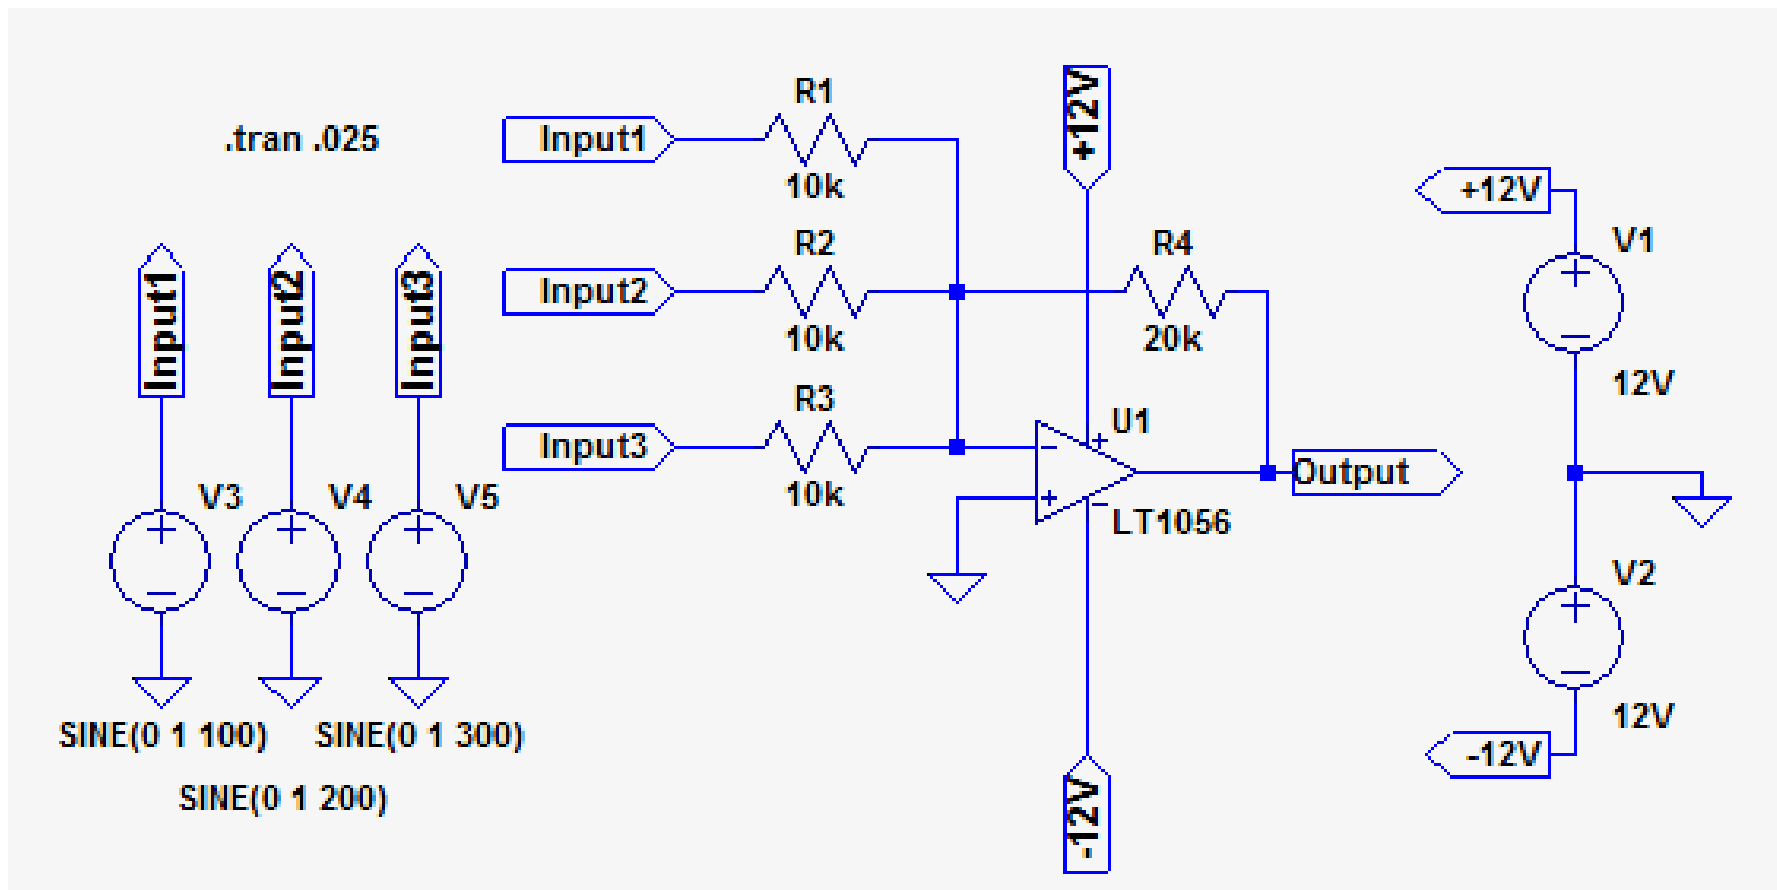 .tran .025
Input1
Input2
Input3
V3
V4
V5
SINE(0 1 100)
SINE(0 1 300)
SINE(0 1 200)
Input1
R1
10k
Input2
R2
10k
Input3
R3
10k
+12V
R4
20k
U1
LT1056
-12V
Output
+12V
V1
12V
V2
12V
-12V